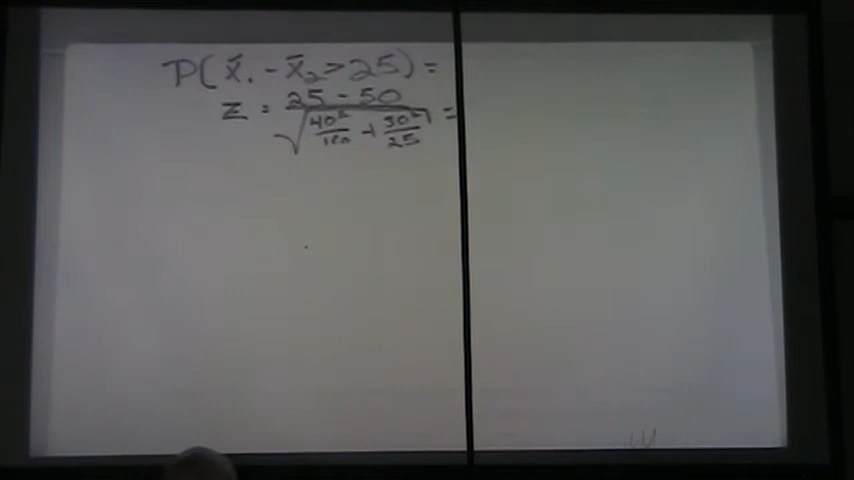 P( x̄₁ - x̄₂ > 25) =
z = (25 - 50) / √(40²/100 + 30²/25) =